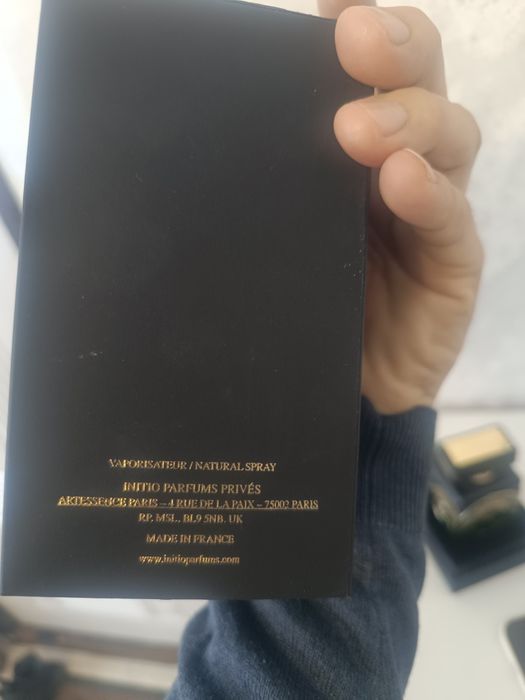 VAPORISATEUR / NATURAL SPRAY
INITIO PARFUMS PRIVÉS
ARTESSENCE PARIS – 4 RUE DE LA PAIX – 75002 PARIS
RP. MSL. BL9 5NB. UK
MADE IN FRANCE
www.initioparfums.com